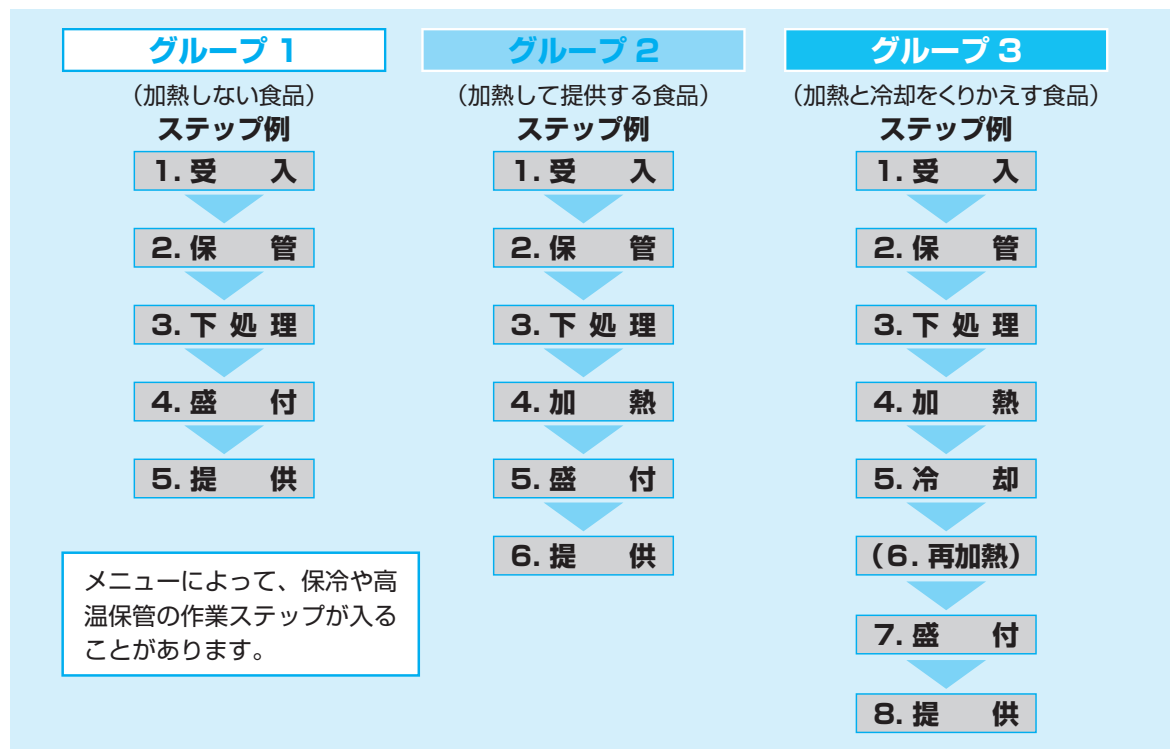 グループ 1
(加熱しない食品)
ステップ例
1. 受 入
2. 保 管
3. 下 処 理
4. 盛 付
5. 提 供
メニューによって、保冷や高
温保管の作業ステップが入る
ことがあります。
グループ 2
(加熱して提供する食品)
ステップ例
1. 受 入
2. 保 管
3. 下 処 理
4. 加 熱
5. 盛 付
6. 提 供
グループ 3
(加熱と冷却をくりかえす食品)
ステップ例
1. 受 入
2. 保 管
3. 下 処 理
4. 加 熱
5. 冷 却
(6. 再加熱)
7. 盛 付
8. 提 供